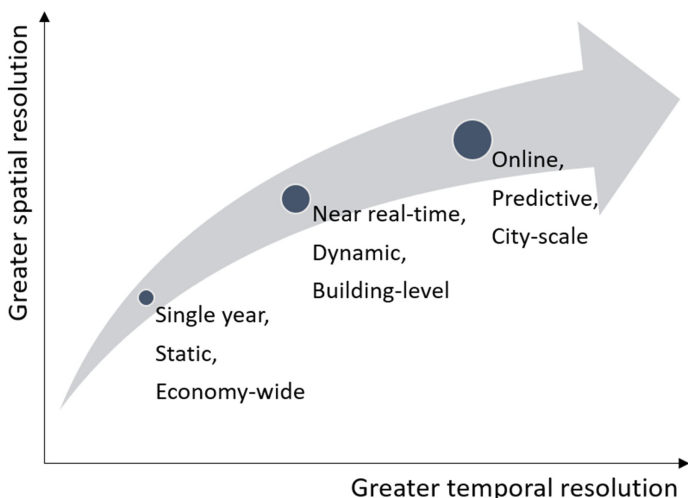 Greater spatial resolution
Online,
Predictive,
City-scale
Near real-time,
Dynamic,
Building-level
Single year,
Static,
Economy-wide
Greater temporal resolution